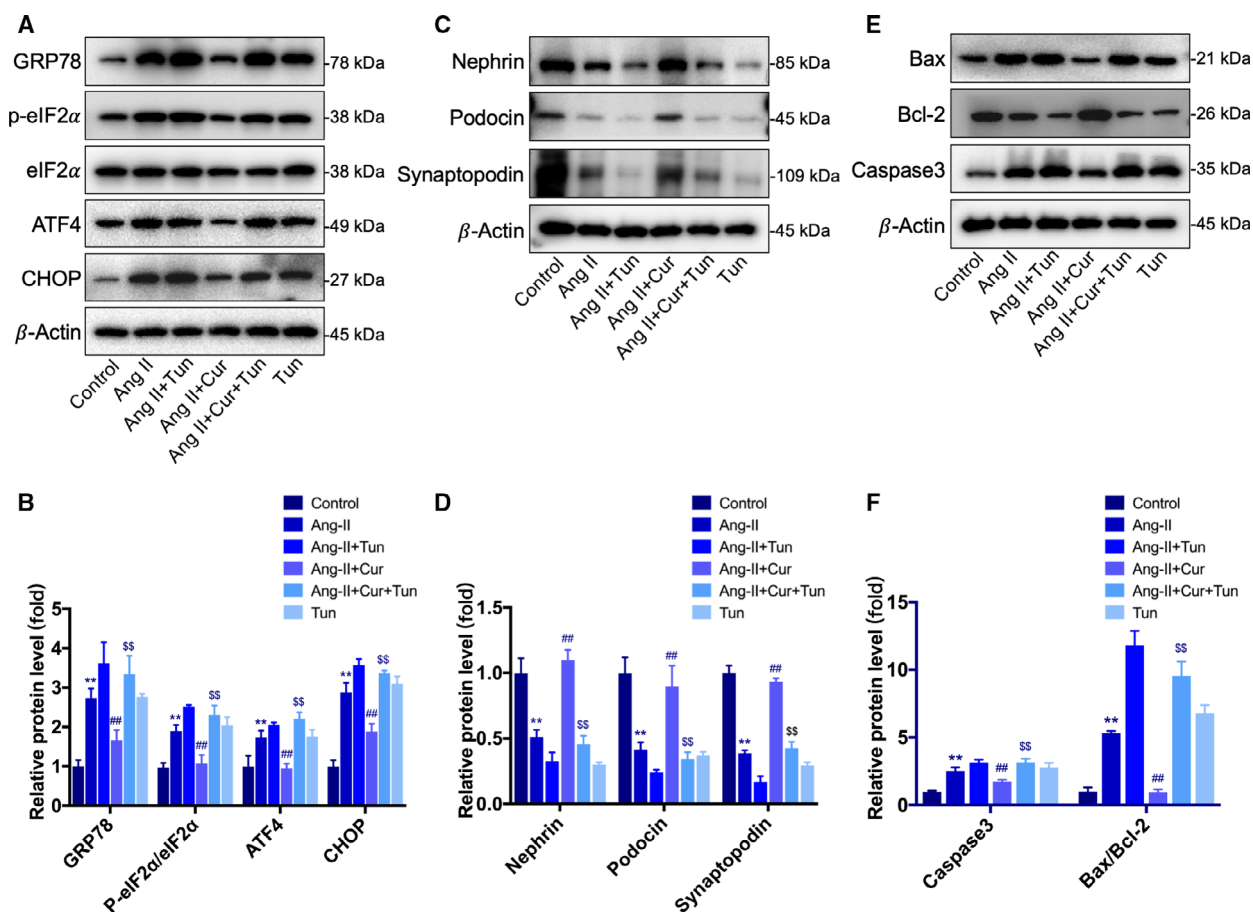 A
GRP78
-78 kDa
p-eIF2α
-38 kDa
eIF2α
-38 kDa
ATF4
-49 kDa
CHOP
-27 kDa
β-Actin
-45 kDa
Control
Ang II
Ang II+Tun
Ang II+Cur
Ang II+Cur+Tun
Tun
C
Nephrin
-85 kDa
Podocin
-45 kDa
Synaptopodin
-109 kDa
β-Actin
-45 kDa
Control
Ang II
Ang II+Tun
Ang II+Cur
Ang II+Cur+Tun
Tun
E
Bax
-21 kDa
Bcl-2
-26 kDa
Caspase3
-35 kDa
β-Actin
-45 kDa
Control
Ang II
Ang II+Tun
Ang II+Cur
Ang II+Cur+Tun
Tun
B
Control
Ang-II
Ang-II+Tun
Ang-II+Cur
Ang-II+Cur+Tun
Tun
Relative protein level (fold)
5
4
3
2
1
0
** ## $$
** ## $$
** ## $$
** ## $$
GRP78
P-eIF2α/eIF2α
ATF4
CHOP
D
Control
Ang-II
Ang-II+Tun
Ang-II+Cur
Ang-II+Cur+Tun
Tun
Relative protein level (fold)
1.5
1.0
0.5
0.0
** ## $$
** ## $$
** ## $$
Nephrin
Podocin
Synaptopodin
F
Control
Ang-II
Ang-II+Tun
Ang-II+Cur
Ang-II+Cur+Tun
Tun
Relative protein level (fold)
15
10
5
0
** ## $$
** ## $$
Caspase3
Bax/Bcl-2